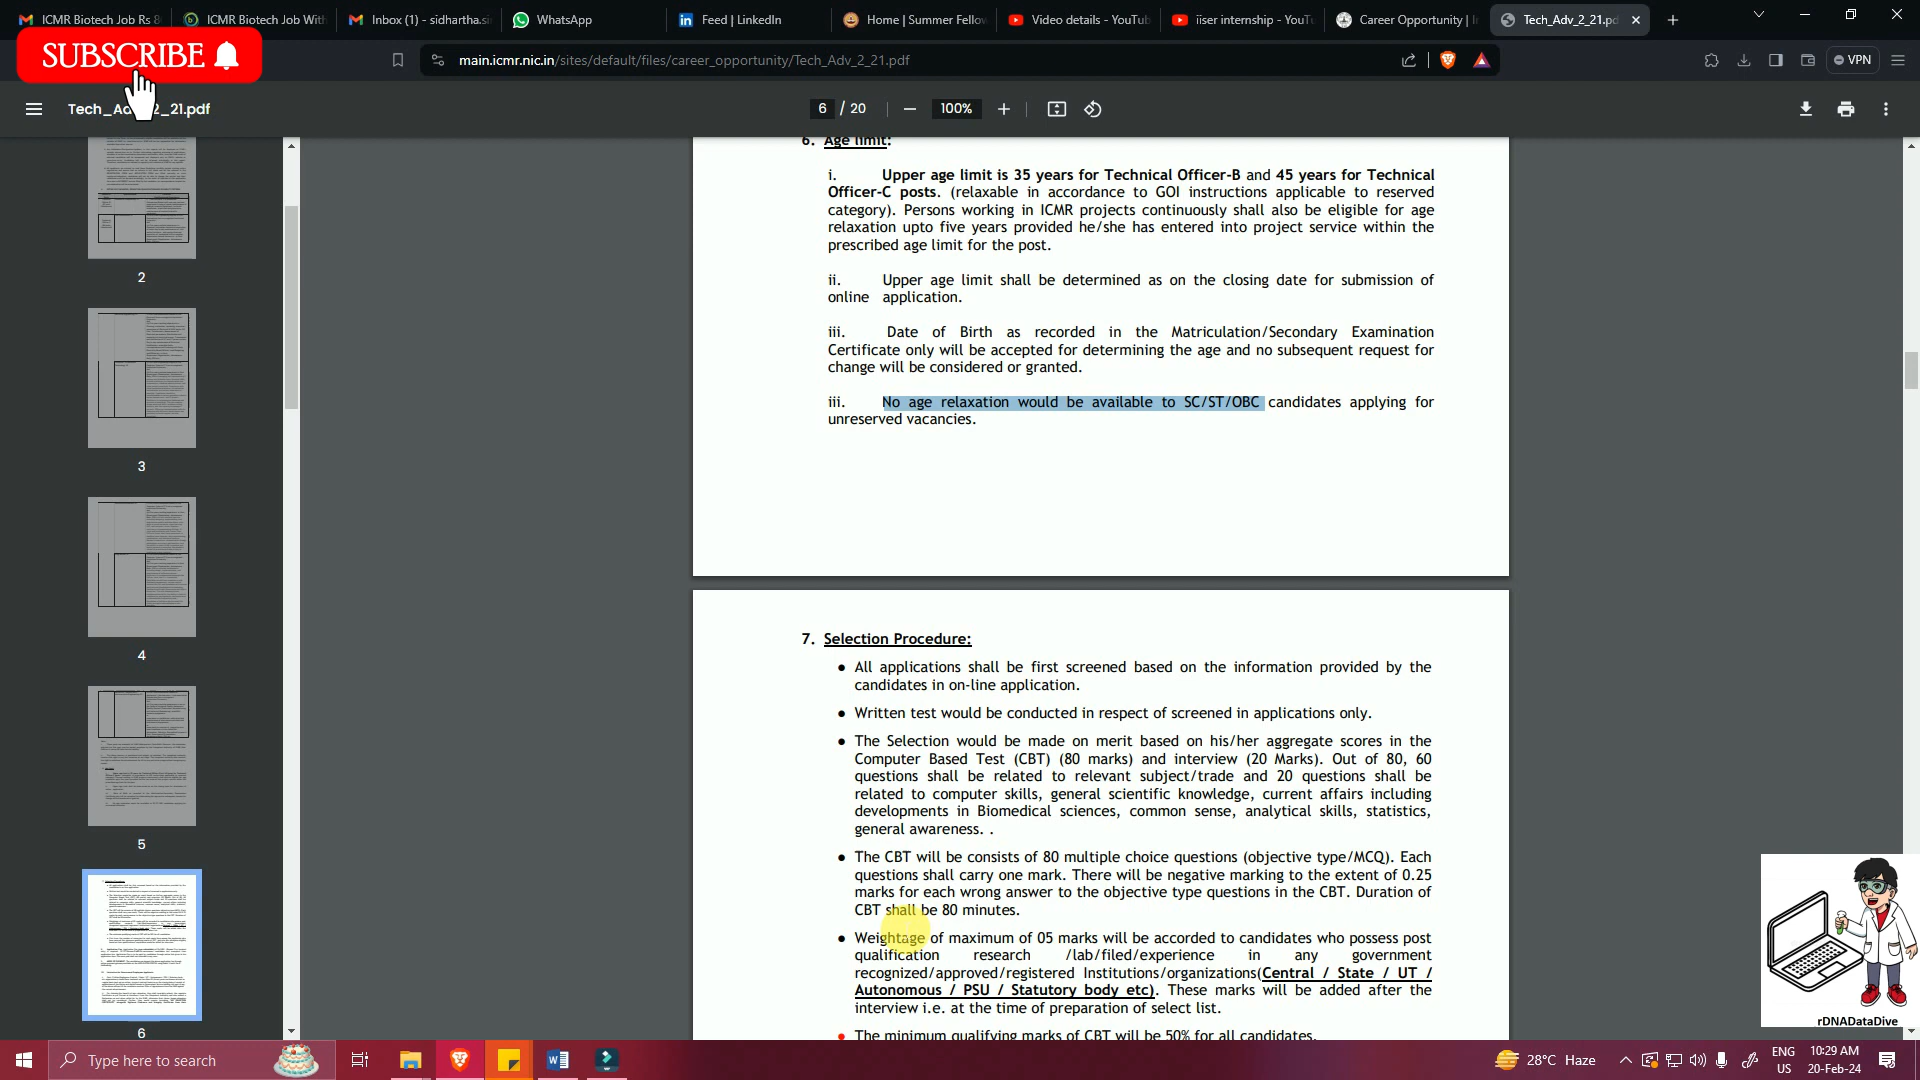 ICMR Biotech Job Rs 8
ICMR Biotech Job With
Inbox (1) - sidhartha.si
WhatsApp
Feed | LinkedIn
Home | Summer Fellow
Video details - YouTub
iiser internship - YouTu
Career Opportunity | In
Tech_Adv_2_21.pd
SUBSCRIBE
main.icmr.nic.in/sites/default/files/career_opportunity/Tech_Adv_2_21.pdf
VPN
Tech_Ad 2_21.pdf
6 / 20
100%
6. Age limit:
i. Upper age limit is 35 years for Technical Officer-B and 45 years for Technical
Officer-C posts. (relaxable in accordance to GOI instructions applicable to reserved
category). Persons working in ICMR projects continuously shall also be eligible for age
relaxation upto five years provided he/she has entered into project service within the
prescribed age limit for the post.
ii. Upper age limit shall be determined as on the closing date for submission of
online application.
iii. Date of Birth as recorded in the Matriculation/Secondary Examination
Certificate only will be accepted for determining the age and no subsequent request for
change will be considered or granted.
iii. No age relaxation would be available to SC/ST/OBC candidates applying for
unreserved vacancies.
7. Selection Procedure:
• All applications shall be first screened based on the information provided by the
candidates in on-line application.
• Written test would be conducted in respect of screened in applications only.
• The Selection would be made on merit based on his/her aggregate scores in the
Computer Based Test (CBT) (80 marks) and interview (20 Marks). Out of 80, 60
questions shall be related to relevant subject/trade and 20 questions shall be
related to computer skills, general scientific knowledge, current affairs including
developments in Biomedical sciences, common sense, analytical skills, statistics,
general awareness. .
• The CBT will be consists of 80 multiple choice questions (objective type/MCQ). Each
questions shall carry one mark. There will be negative marking to the extent of 0.25
marks for each wrong answer to the objective type questions in the CBT. Duration of
CBT shall be 80 minutes.
• Weightage of maximum of 05 marks will be accorded to candidates who possess post
qualification research /lab/filed/experience in any government
recognized/approved/registered Institutions/organizations(Central / State / UT /
Autonomous / PSU / Statutory body etc). These marks will be added after the
interview i.e. at the time of preparation of select list.
• The minimum qualifying marks of CBT will be 50% for all candidates.
2
3
4
5
6
rDNADataDive
Type here to search
28°C Haze
ENG
US
10:29 AM
20-Feb-24